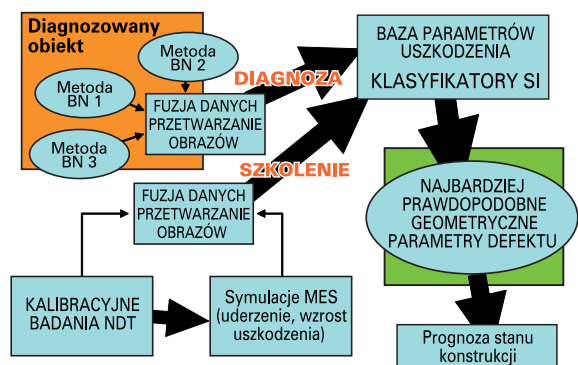 Diagnozowany
obiekt
Metoda
BN 2
Metoda
BN 1
Metoda
BN 3
FUZJA DANYCH
PRZETWARZANIE
OBRAZÓW
DIAGNOZA
BAZA PARAMETRÓW
USZKODZENIA
KLASYFIKATORY SI
SZKOLENIE
FUZJA DANYCH
PRZETWARZANIE
OBRAZÓW
NAJBARDZIEJ
PRAWDOPODOBNE
GEOMETRYCZNE
PARAMETRY DEFEKTU
KALIBRACYJNE
BADANIA NDT
Symulacje MES
(uderzenie, wzrost
uszkodzenia)
Prognoza stanu
konstrukcji